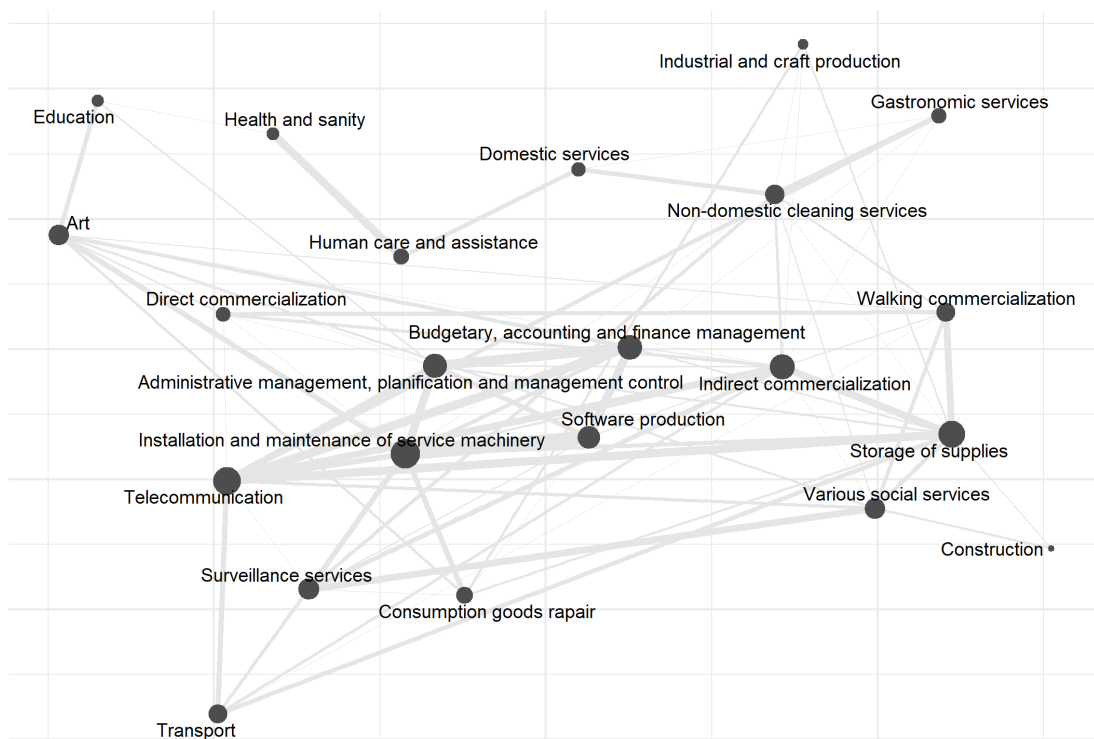 Industrial and craft production
Gastronomic services
Education
Health and sanity
Domestic services
Non-domestic cleaning services
Art
Human care and assistance
Direct commercialization
Walking commercialization
Budgetary, accounting and finance management
Administrative management, planification and management control
Indirect commercialization
Software production
Installation and maintenance of service machinery
Storage of supplies
Telecommunication
Various social services
Construction
Surveillance services
Consumption goods rapair
Transport